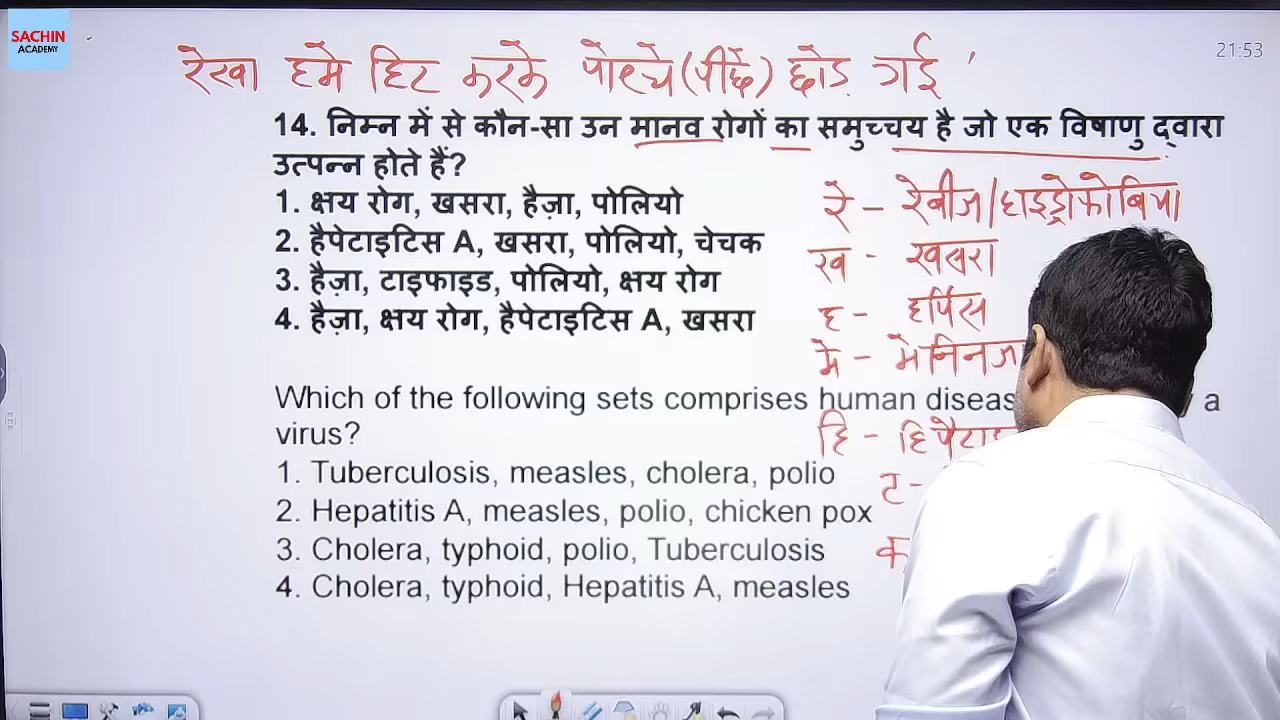 SACHIN
ACADEMY
21:53
रेखा हमे हिट करके पोल्चे (पीछे) छोड़ गई
14. निम्न में से कौन-सा उन मानव रोगों का समुच्चय है जो एक विषाणु द्वारा
उत्पन्न होते हैं?
1. क्षय रोग, खसरा, हैज़ा, पोलियो
2. हैपेटाइटिस A, खसरा, पोलियो, चेचक
3. हैज़ा, टाइफाइड, पोलियो, क्षय रोग
4. हैज़ा, क्षय रोग, हैपेटाइटिस A, खसरा
रे – रेबीज/हाइड्रोफोबिया
ख - खसरा
ह - हर्पिस
मे – मेनिनज
Which of the following sets comprises human diseas
a
virus?
हि – हिपैटाइ
1. Tuberculosis, measles, cholera, polio
ट-
2. Hepatitis A, measles, polio, chicken pox
3. Cholera, typhoid, polio, Tuberculosis
क
4. Cholera, typhoid, Hepatitis A, measles